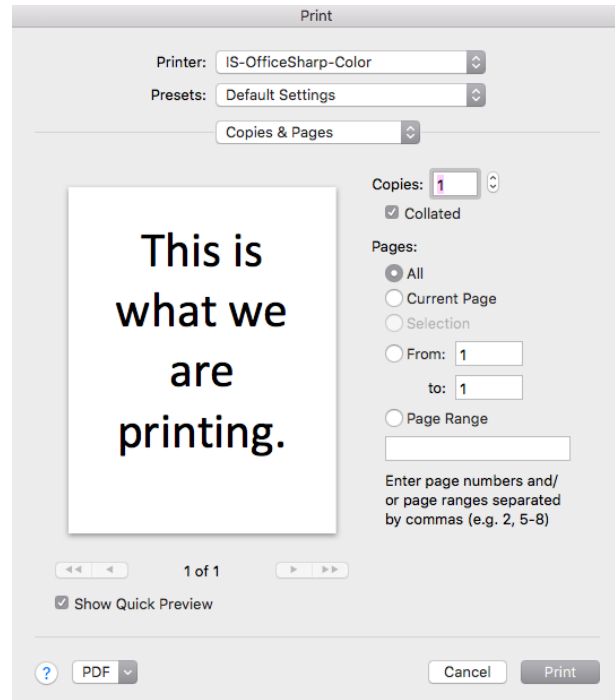 Print
Printer: IS-OfficeSharp-Color
Presets: Default Settings
Copies & Pages
This is
what we
are
printing.
1 of 1
Show Quick Preview
Copies: 1
Collated
Pages:
All
Current Page
Selection
From: 1
to: 1
Page Range
Enter page numbers and/
or page ranges separated
by commas (e.g. 2, 5-8)
? PDF Cancel Print